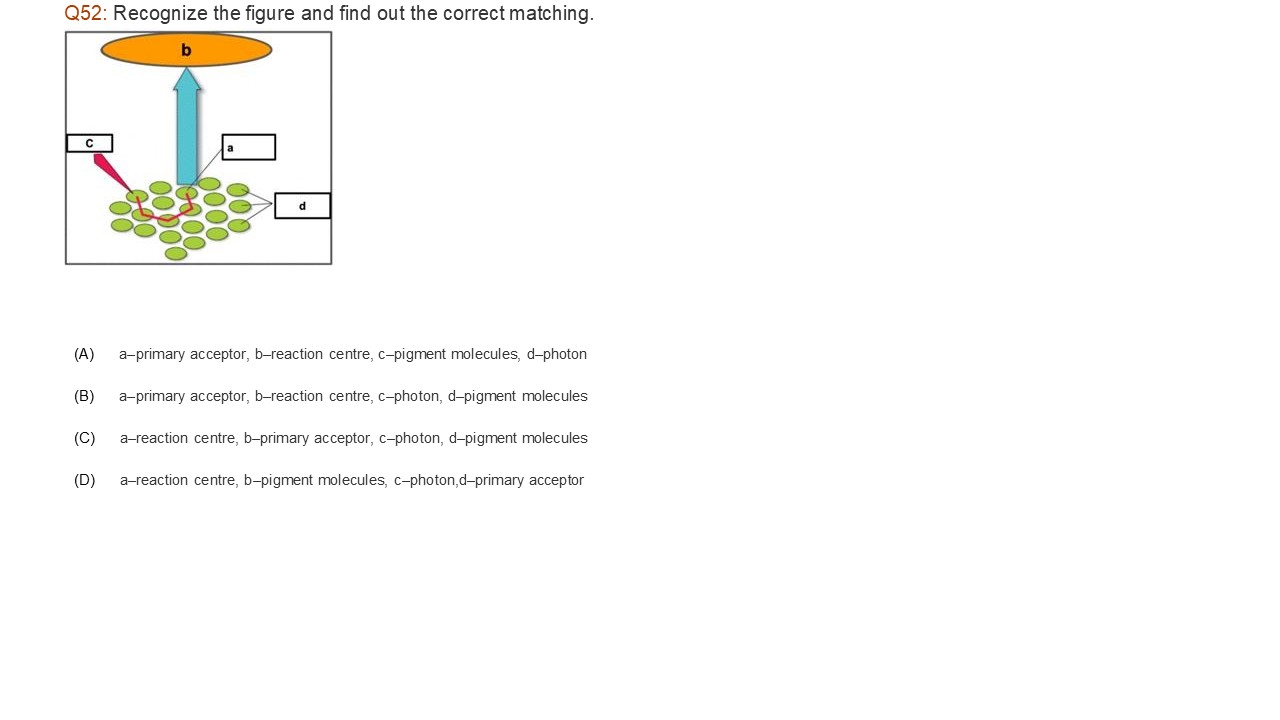 Q52: Recognize the figure and find out the correct matching.
b
c
a
d
(A) a–primary acceptor, b–reaction centre, c–pigment molecules, d–photon
(B) a–primary acceptor, b–reaction centre, c–photon, d–pigment molecules
(C) a–reaction centre, b–primary acceptor, c–photon, d–pigment molecules
(D) a–reaction centre, b–pigment molecules, c–photon,d–primary acceptor